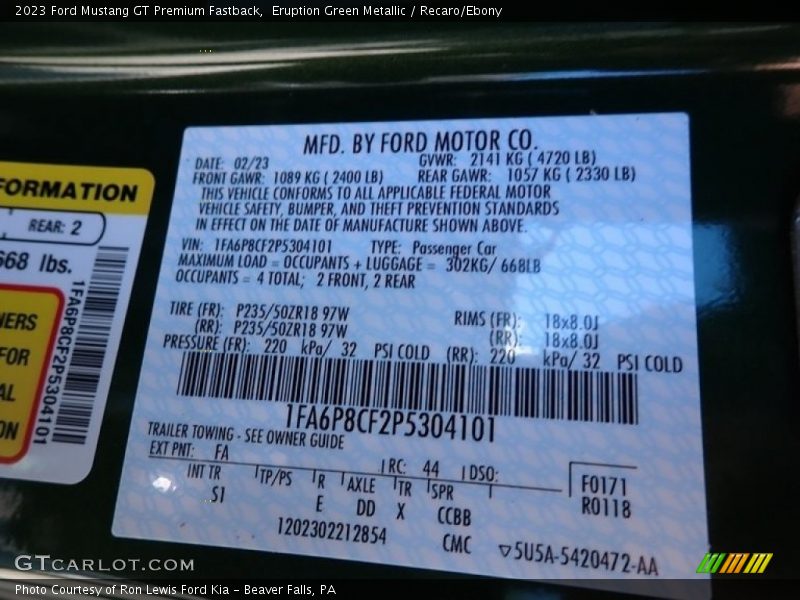 2023 Ford Mustang GT Premium Fastback, Eruption Green Metallic / Recaro/Ebony
FORMATION
REAR: 2
668 lbs.
1FA6P8CF2P5304101
NERS
FOR
AL
ON
MFD. BY FORD MOTOR CO.
DATE: 02/23 GVWR: 2141 KG ( 4720 LB)
FRONT GAWR: 1089 KG ( 2400 LB) REAR GAWR: 1057 KG ( 2330 LB)
THIS VEHICLE CONFORMS TO ALL APPLICABLE FEDERAL MOTOR
VEHICLE SAFETY, BUMPER, AND THEFT PREVENTION STANDARDS
IN EFFECT ON THE DATE OF MANUFACTURE SHOWN ABOVE.
VIN: 1FA6P8CF2P5304101 TYPE: Passenger Car
MAXIMUM LOAD = OCCUPANTS + LUGGAGE = 302KG/ 668LB
OCCUPANTS = 4 TOTAL; 2 FRONT, 2 REAR
TIRE (FR): P235/50ZR18 97W RIMS (FR): 18x8.0J
(RR): P235/50ZR18 97W (RR): 18x8.0J
PRESSURE (FR): 220 kPa/ 32 PSI COLD (RR): 220 kPa/ 32 PSI COLD
1FA6P8CF2P5304101
TRAILER TOWING - SEE OWNER GUIDE
EXT PNT: FA RC: 44 DSO: F0171
INT TR TP/PS R AXLE TR SPR R0118
SI E DD X CCBB
1202302212854 CMC ▽5U5A-5420472-AA
GTCARLOT.COM
Photo Courtesy of Ron Lewis Ford Kia - Beaver Falls, PA